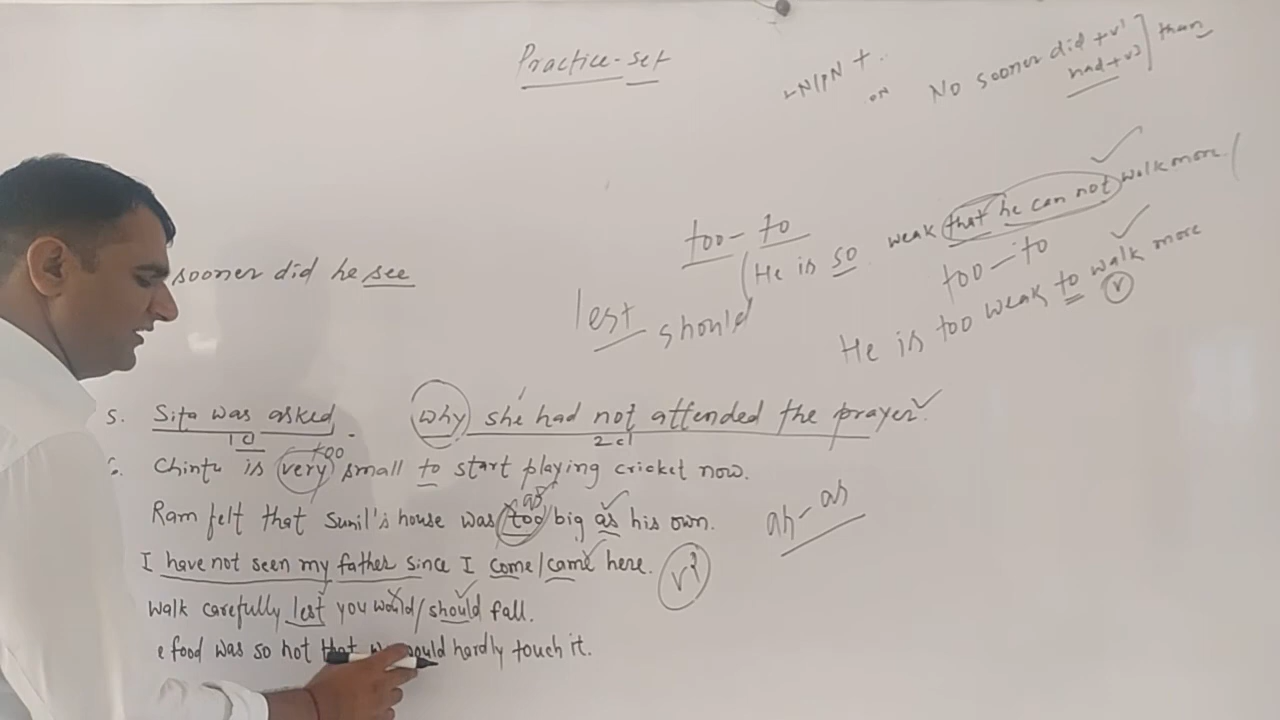 Practice-set
No sooner did + v¹
had + v³
than
too - to
He is so weak that he can not walk more.
too - to
He is too weak to walk more
v
lest should
sooner did he see
5. Sita was asked why she had not attended the prayer.
2cl
too
Chintu is very small to start playing cricket now.
as
Ram felt that Sunil's house was too big as his own.
as - as
I have not seen my father since I come/came here.
Walk carefully lest you would/should fall.
food was so hot could hardly touch it.